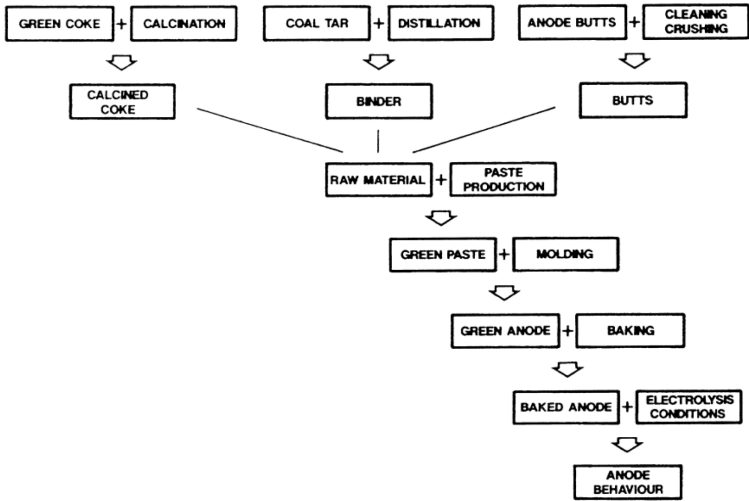 GREEN COKE + CALCINATION
COAL TAR + DISTILLATION
ANODE BUTTS + CLEANING
CRUSHING
CALCINED
COKE
BINDER
BUTTS
RAW MATERIAL + PASTE
PRODUCTION
GREEN PASTE + MOLDING
GREEN ANODE + BAKING
BAKED ANODE + ELECTROLYSIS
CONDITIONS
ANODE
BEHAVIOUR